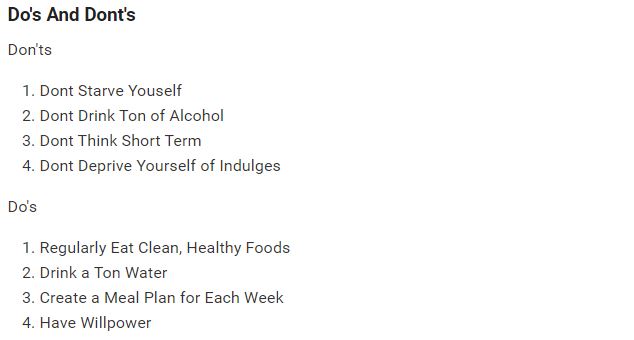 Do's And Dont's
Don'ts
1. Dont Starve Youself
2. Dont Drink Ton of Alcohol
3. Dont Think Short Term
4. Dont Deprive Yourself of Indulges
Do's
1. Regularly Eat Clean, Healthy Foods
2. Drink a Ton Water
3. Create a Meal Plan for Each Week
4. Have Willpower